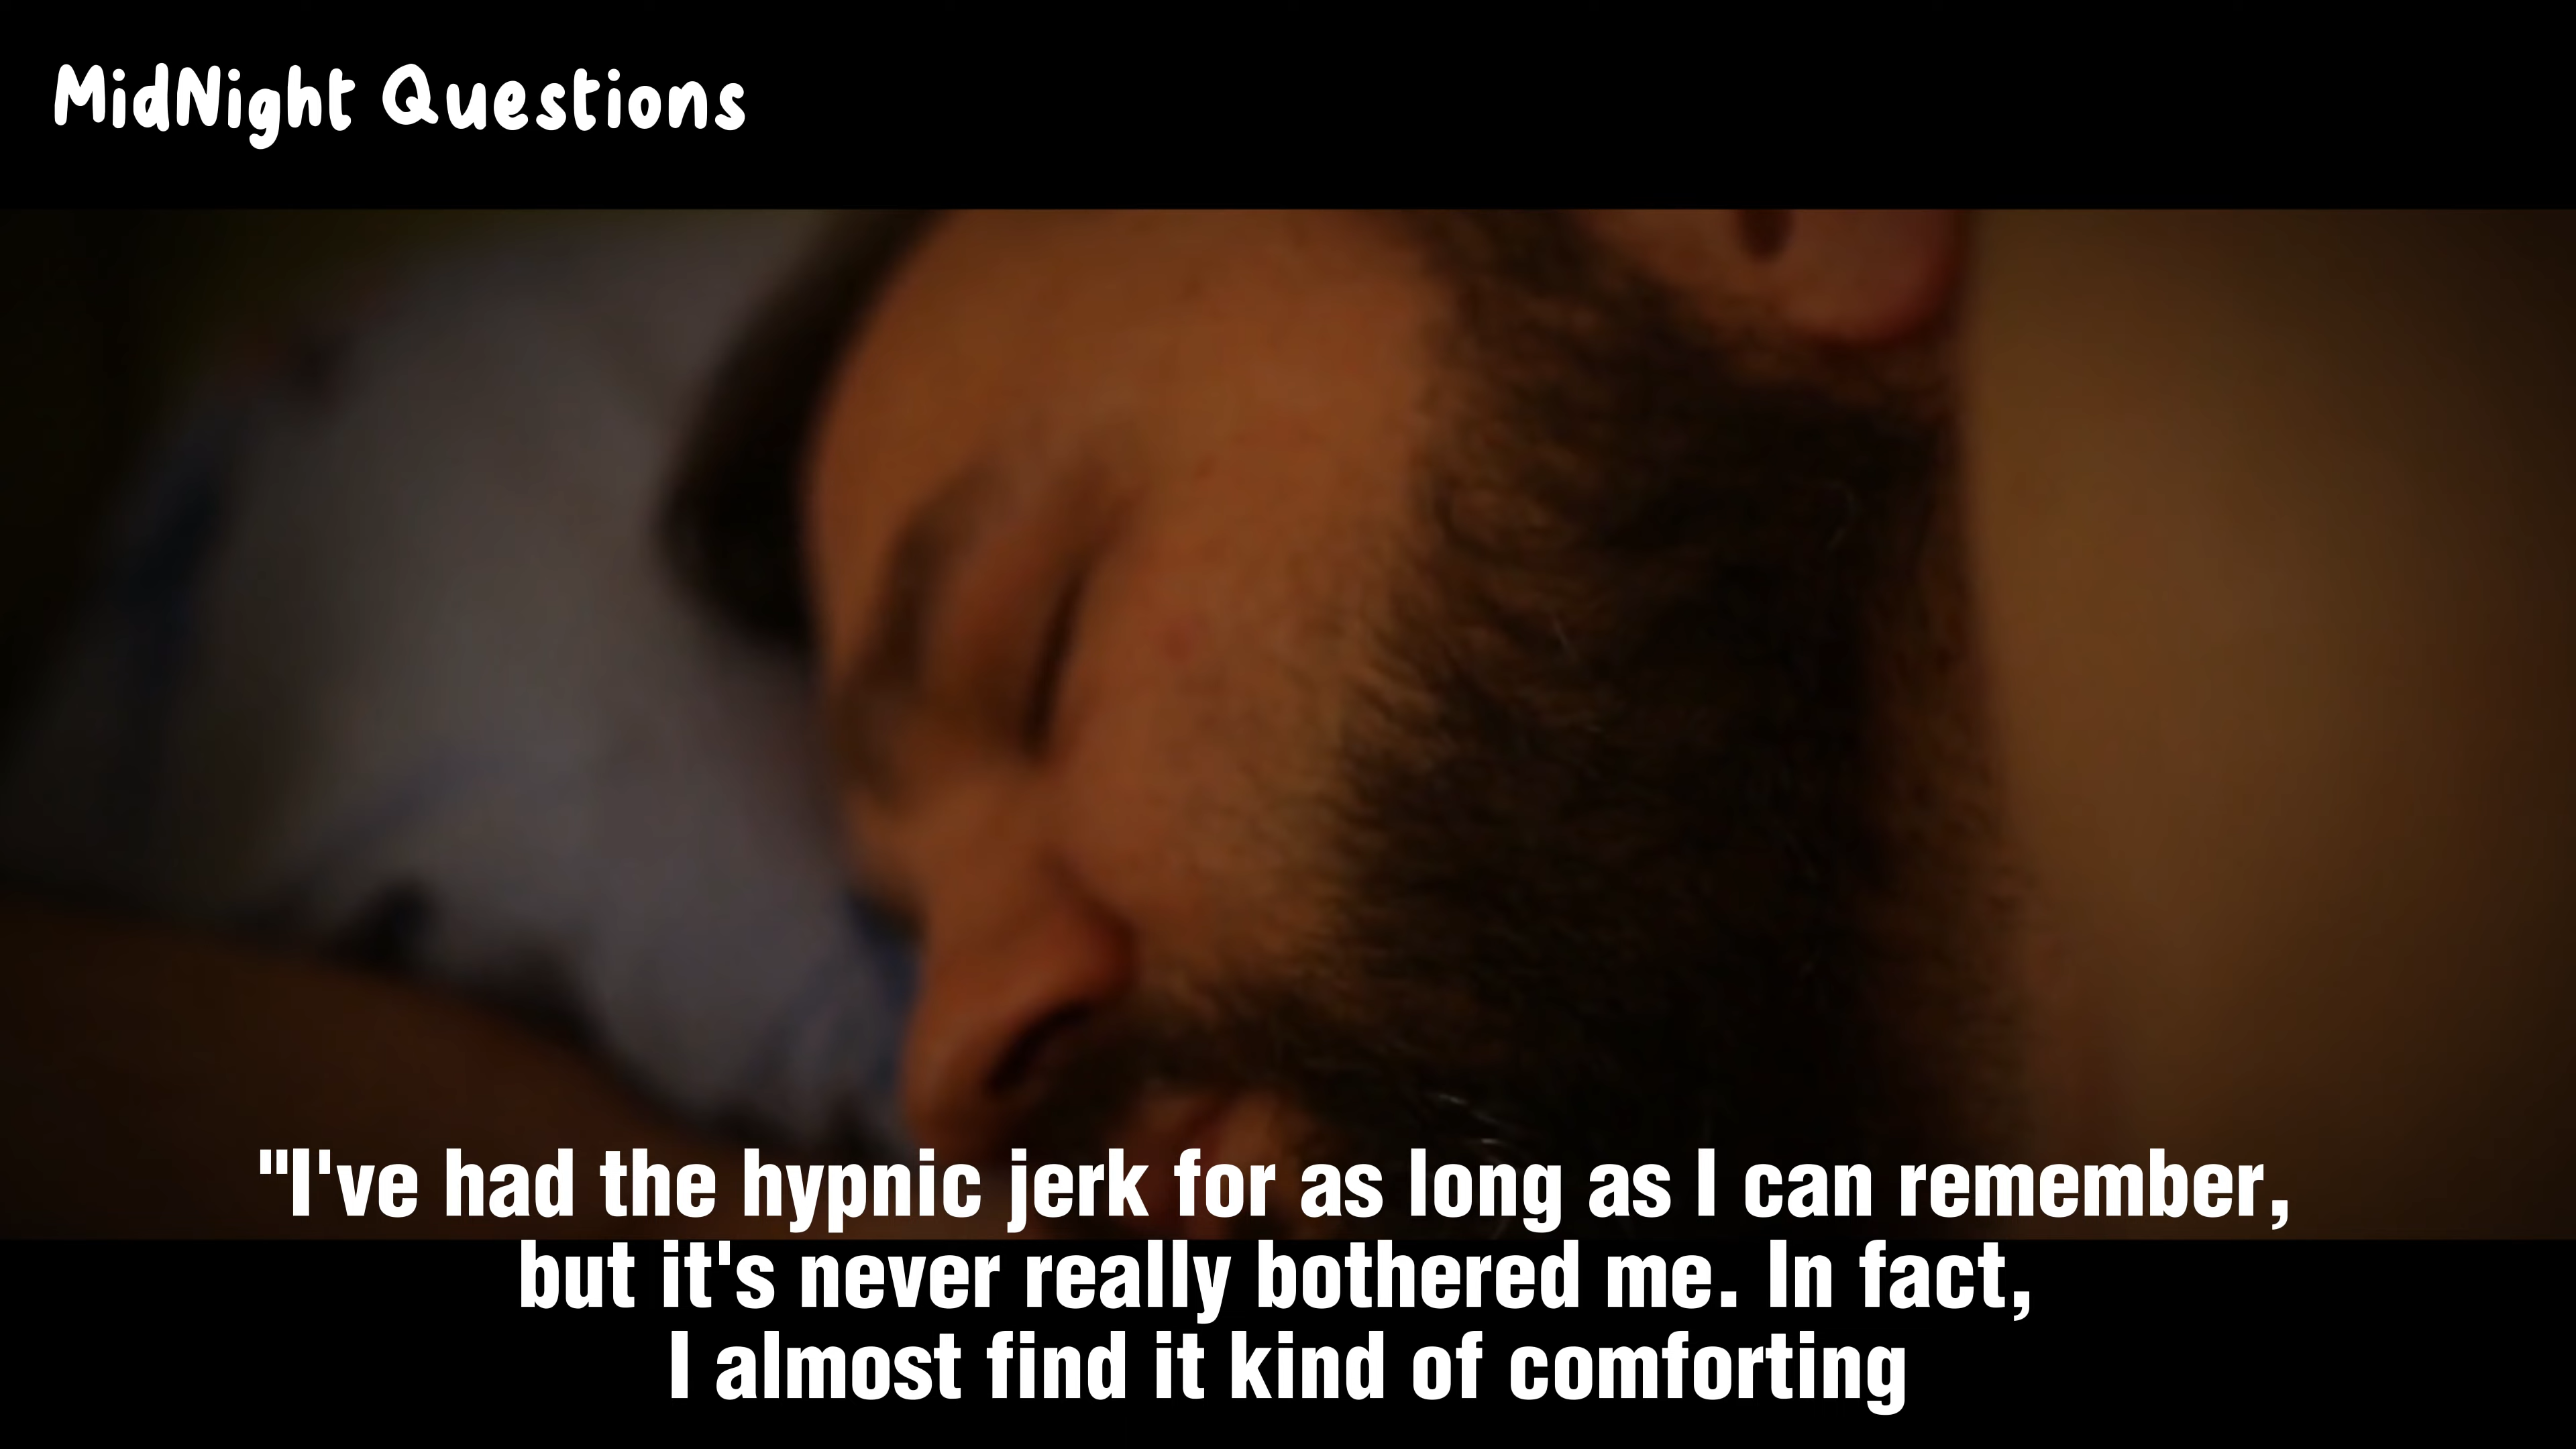 MidNight Questions
"I've had the hypnic jerk for as long as I can remember,
but it's never really bothered me. In fact,
I almost find it kind of comforting